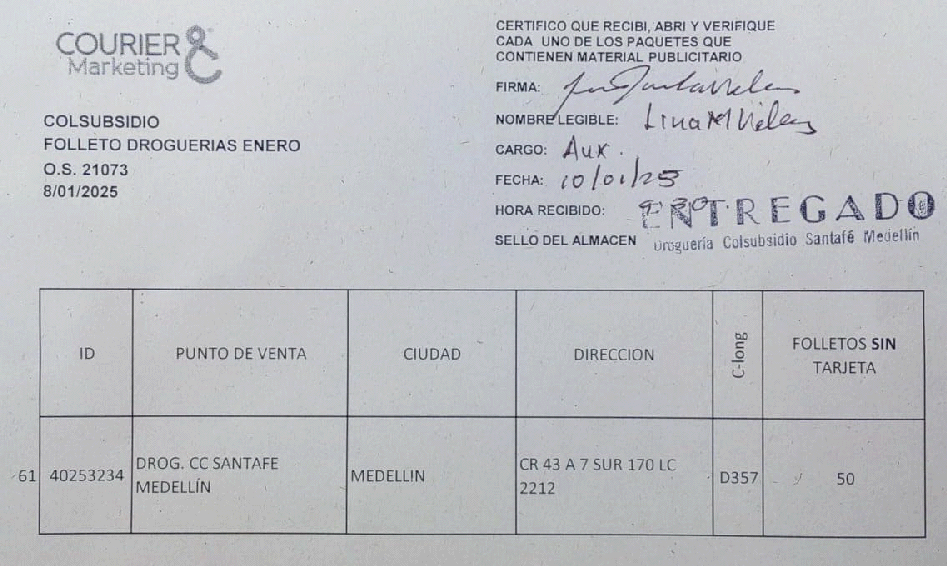 COURIER
Marketing
COLSUBSIDIO
FOLLETO DROGUERIAS ENERO
O.S. 21073
8/01/2025
CERTIFICO QUE RECIBI, ABRI Y VERIFIQUE
CADA UNO DE LOS PAQUETES QUE
CONTIENEN MATERIAL PUBLICITARIO
FIRMA:
NOMBRE LEGIBLE: Lina M Velez
CARGO: Aux.
FECHA: 10/01/25
HORA RECIBIDO:
ENTREGADO
SELLO DEL ALMACEN Droguería Colsubsidio Santafé Medellín
ID PUNTO DE VENTA CIUDAD DIRECCION C-long FOLLETOS SIN TARJETA
61 40253234 DROG. CC SANTAFE MEDELLÍN MEDELLIN CR 43 A 7 SUR 170 LC 2212 D357 50